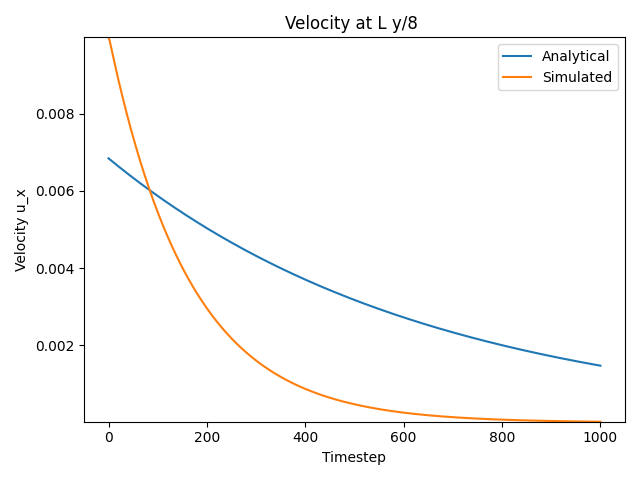 Velocity at L y/8
Analytical
Simulated
0.008
0.006
0.004
0.002
Velocity u_x
0 200 400 600 800 1000
Timestep